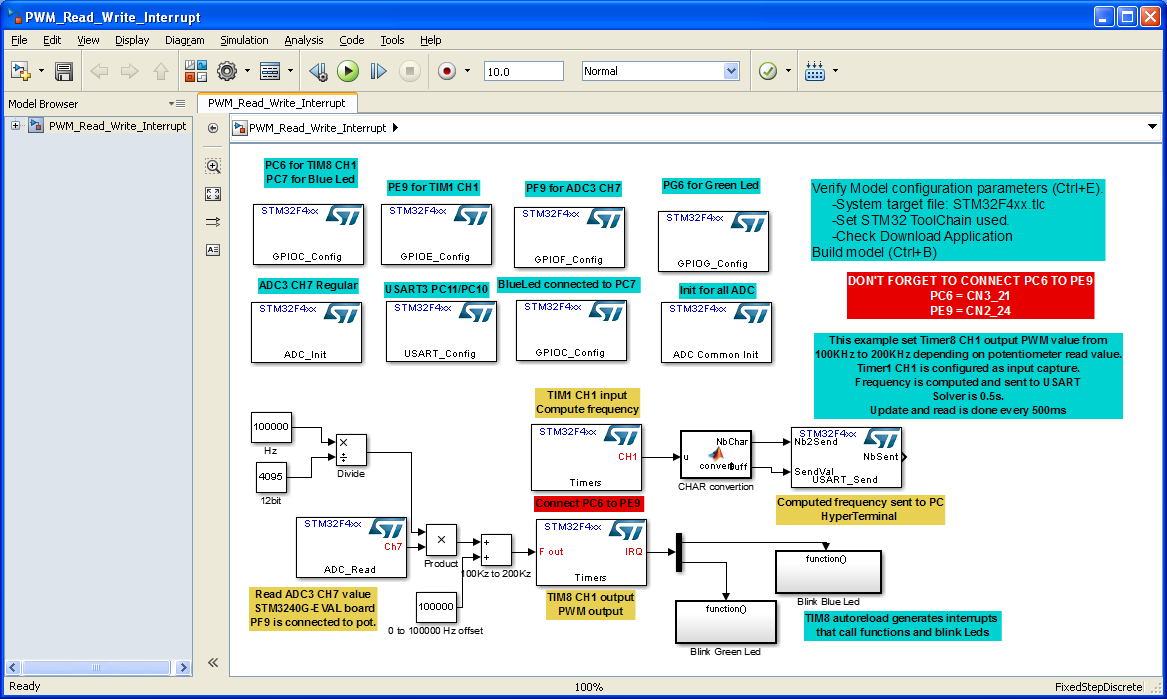 PWM_Read_Write_Interrupt
File Edit View Display Diagram Simulation Analysis Code Tools Help
10.0
Normal
Model Browser
PWM_Read_Write_Interrupt
PWM_Read_Write_Interrupt
PWM_Read_Write_Interrupt
PC6 for TIM8 CH1
PC7 for Blue Led
STM32F4xx
GPIOC_Config
PE9 for TIM1 CH1
STM32F4xx
GPIOE_Config
PF9 for ADC3 CH7
STM32F4xx
GPIOF_Config
PG6 for Green Led
STM32F4xx
GPIOG_Config
Verify Model configuration parameters (Ctrl+E).
-System target file: STM32F4xx.tlc
-Set STM32 ToolChain used.
-Check Download Application
Build model (Ctrl+B)
ADC3 CH7 Regular
STM32F4xx
ADC_Init
USART3 PC11/PC10
STM32F4xx
USART_Config
BlueLed connected to PC7
STM32F4xx
GPIOC_Config
Init for all ADC
STM32F4xx
ADC Common Init
DON'T FORGET TO CONNECT PC6 TO PE9
PC6 = CN3_21
PE9 = CN2_24
This example set Timer8 CH1 output PWM value from
100KHz to 200KHz depending on potentiometer read value.
Timer1 CH1 is configured as input capture.
Frequency is computed and sent to USART
Solver is 0.5s.
Update and read is done every 500ms
TIM1 CH1 input
Compute frequency
STM32F4xx
CH1
Timers
u
NbChar
convert
Buff
CHAR convertion
STM32F4xx
Nb2Send
NbSent
SendVal
USART_Send
Computed frequency sent to PC
HyperTerminal
100000
Hz
4095
12bit
×
÷
Divide
STM32F4xx
Ch7
ADC_Read
Read ADC3 CH7 value
STM3240G-EVAL board
PF9 is connected to pot.
×
Product
+
+
100Kz to 200Kz
100000
0 to 100000 Hz offset
Connect PC6 to PE9
STM32F4xx
F out
IRQ
Timers
TIM8 CH1 output
PWM output
function()
Blink Blue Led
function()
Blink Green Led
TIM8 autoreload generates interrupts
that call functions and blink Leds
Ready
100%
FixedStepDiscrete